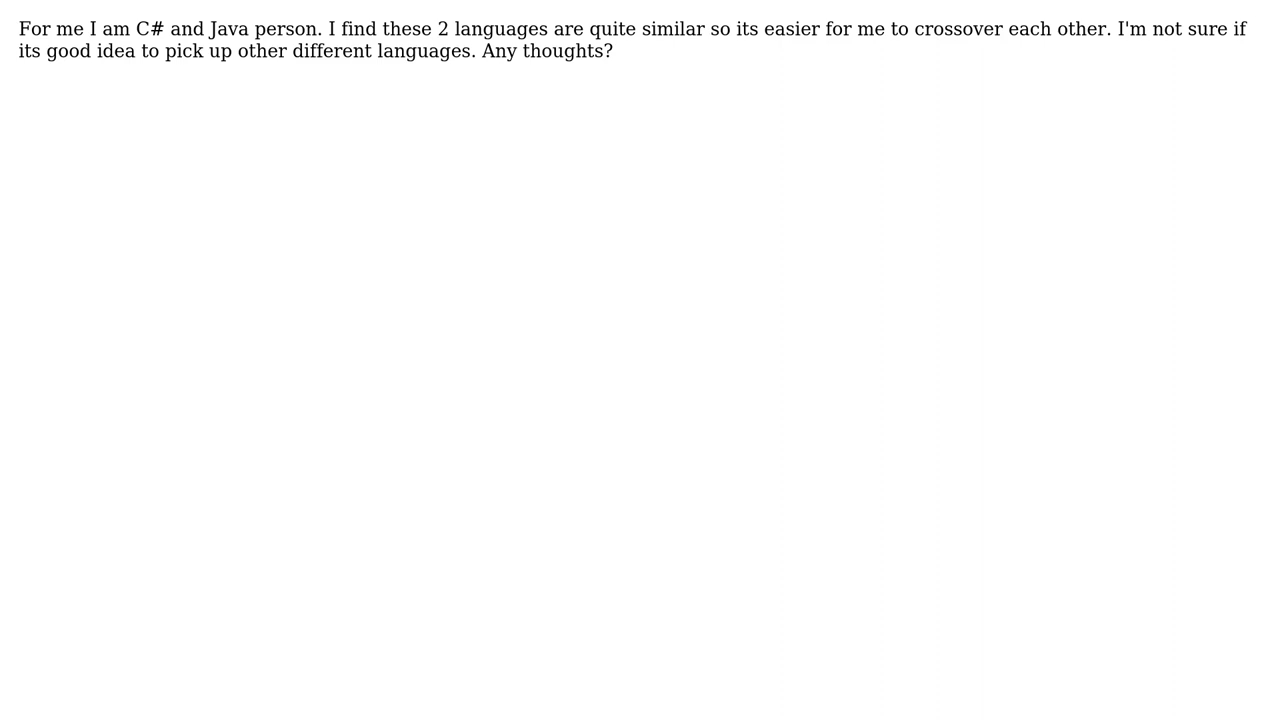 For me I am C# and Java person. I find these 2 languages are quite similar so its easier for me to crossover each other. I'm not sure if
its good idea to pick up other different languages. Any thoughts?